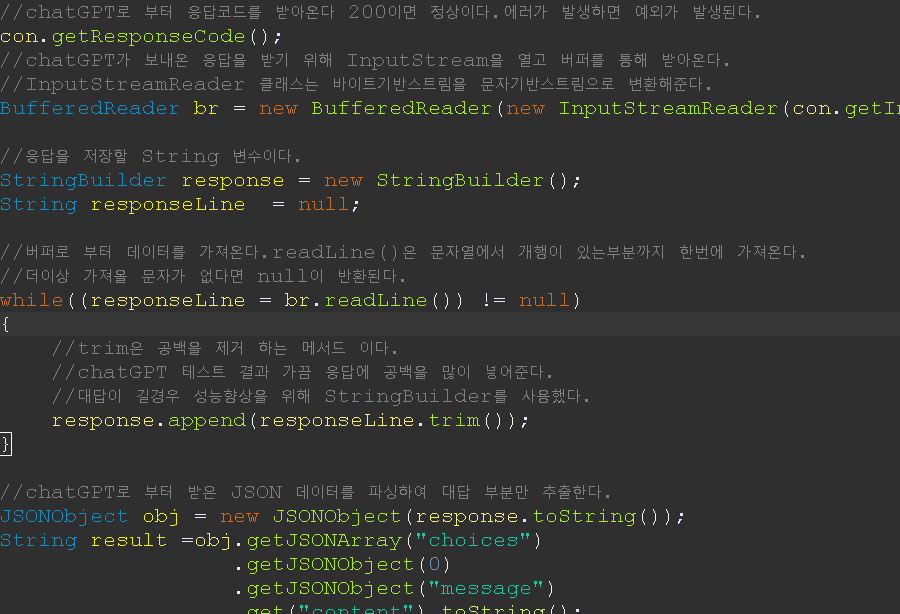 //chatGPT로 부터 응답코드를 받아온다 200이면 정상이다.에러가 발생하면 예외가 발생된다.
con.getResponseCode();
//chatGPT가 보내온 응답을 받기 위해 InputStream을 열고 버퍼를 통해 받아온다.
//InputStreamReader 클래스는 바이트기반스트림을 문자기반스트림으로 변환해준다.
BufferedReader br = new BufferedReader(new InputStreamReader(con.getIn
//응답을 저장할 String 변수이다.
StringBuilder response = new StringBuilder();
String responseLine  = null;
//버퍼로 부터 데이터를 가져온다.readLine()은 문자열에서 개행이 있는부분까지 한번에 가져온다.
//더이상 가져올 문자가 없다면 null이 반환된다.
while((responseLine = br.readLine()) != null)
{
    //trim은 공백을 제거 하는 메서드 이다.
    //chatGPT 테스트 결과 가끔 응답에 공백을 많이 넣어준다.
    //대답이 길경우 성능향상을 위해 StringBuilder를 사용했다.
    response.append(responseLine.trim());
}
//chatGPT로 부터 받은 JSON 데이터를 파싱하여 대답 부분만 추출한다.
JSONObject obj = new JSONObject(response.toString());
String result =obj.getJSONArray("choices")
                  .getJSONObject(0)
                  .getJSONObject("message")
                  .get("content").toString();